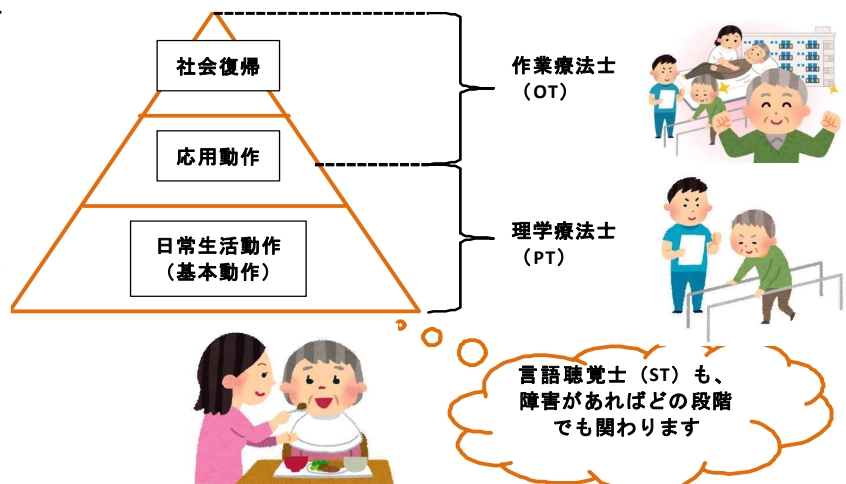 社会復帰
応用動作
日常生活動作
（基本動作）
作業療法士
（OT）
理学療法士
（PT）
言語聴覚士（ST）も、
障害があればどの段階
でも関わります